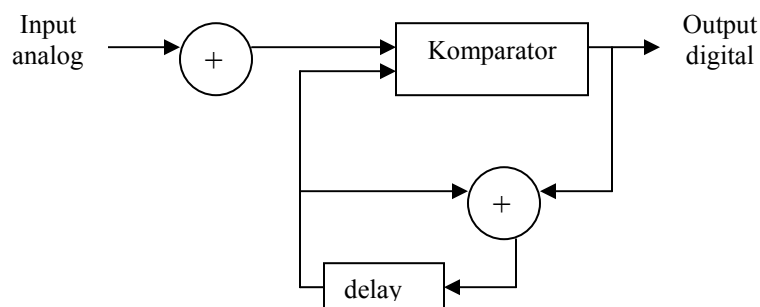 Input
analog
+
Komparator
Output
digital
+
delay